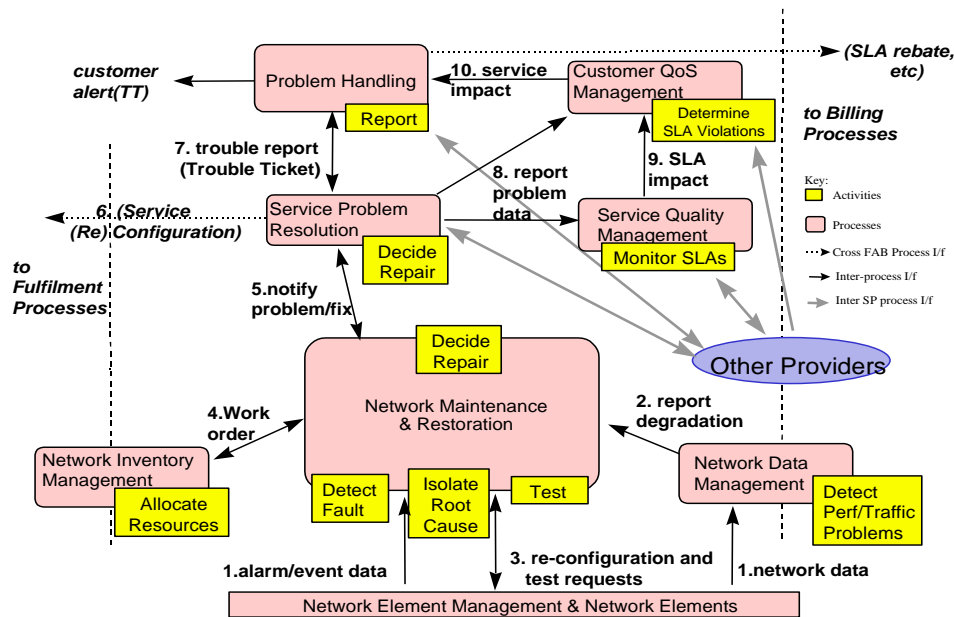 customer
alert(TT)
Problem Handling
Report
10. service
impact
Customer QoS
Management
Determine
SLA Violations
(SLA rebate,
etc)
to Billing
Processes
7. trouble report
(Trouble Ticket)
8. report
problem
data
9. SLA
impact
Key:
Activities
Processes
Cross FAB Process I/f
Inter-process I/f
Inter SP process I/f
6. (Service
(Re) Configuration)
Service Problem
Resolution
Decide
Repair
Service Quality
Management
Monitor SLAs
to
Fulfilment
Processes
5.notify
problem/fix
Decide
Repair
Network Maintenance
& Restoration
Other Providers
4.Work
order
2. report
degradation
Network Inventory
Management
Allocate
Resources
Detect
Fault
Isolate
Root
Cause
Test
Network Data
Management
Detect
Perf/Traffic
Problems
1.alarm/event data
3. re-configuration and
test requests
1.network data
Network Element Management & Network Elements